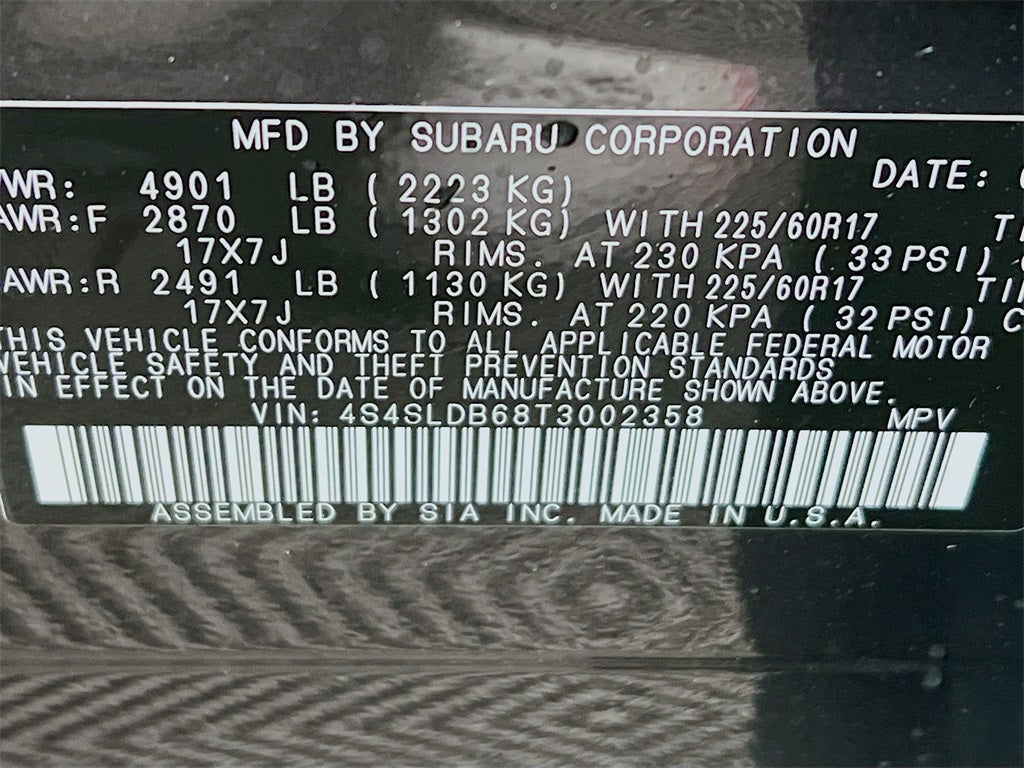 MFD BY SUBARU CORPORATION
VWR: 4901 LB ( 2223 KG) DATE:
AWR:F 2870 LB ( 1302 KG) WITH 225/60R17
17X7J RIMS. AT 230 KPA ( 33 PSI)
AWR:R 2491 LB ( 1130 KG) WITH 225/60R17
17X7J RIMS. AT 220 KPA ( 32 PSI) C
THIS VEHICLE CONFORMS TO ALL APPLICABLE FEDERAL MOTOR
VEHICLE SAFETY AND THEFT PREVENTION STANDARDS
IN EFFECT ON THE DATE OF MANUFACTURE SHOWN ABOVE.
VIN: 4S4SLDB68T3002358 MPV
ASSEMBLED BY SIA INC. MADE IN U.S.A.